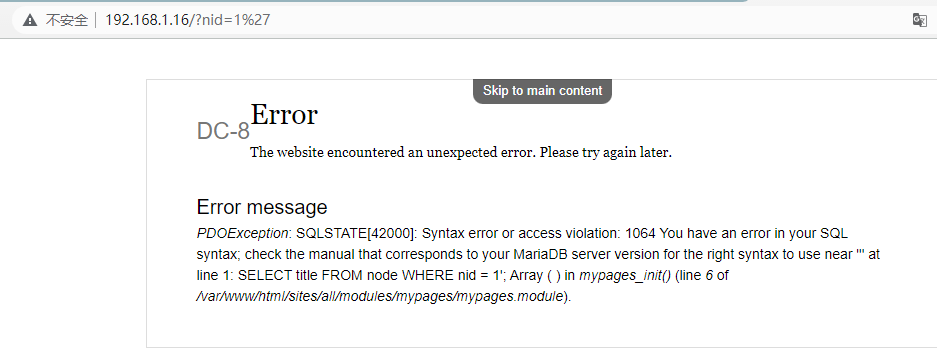 不安全 | 192.168.1.16/?nid=1%27
Skip to main content
Error
DC-8
The website encountered an unexpected error. Please try again later.
Error message
PDOException: SQLSTATE[42000]: Syntax error or access violation: 1064 You have an error in your SQL
syntax; check the manual that corresponds to your MariaDB server version for the right syntax to use near ''' at
line 1: SELECT title FROM node WHERE nid = 1'; Array ( ) in mypages_init() (line 6 of
/var/www/html/sites/all/modules/mypages/mypages.module).